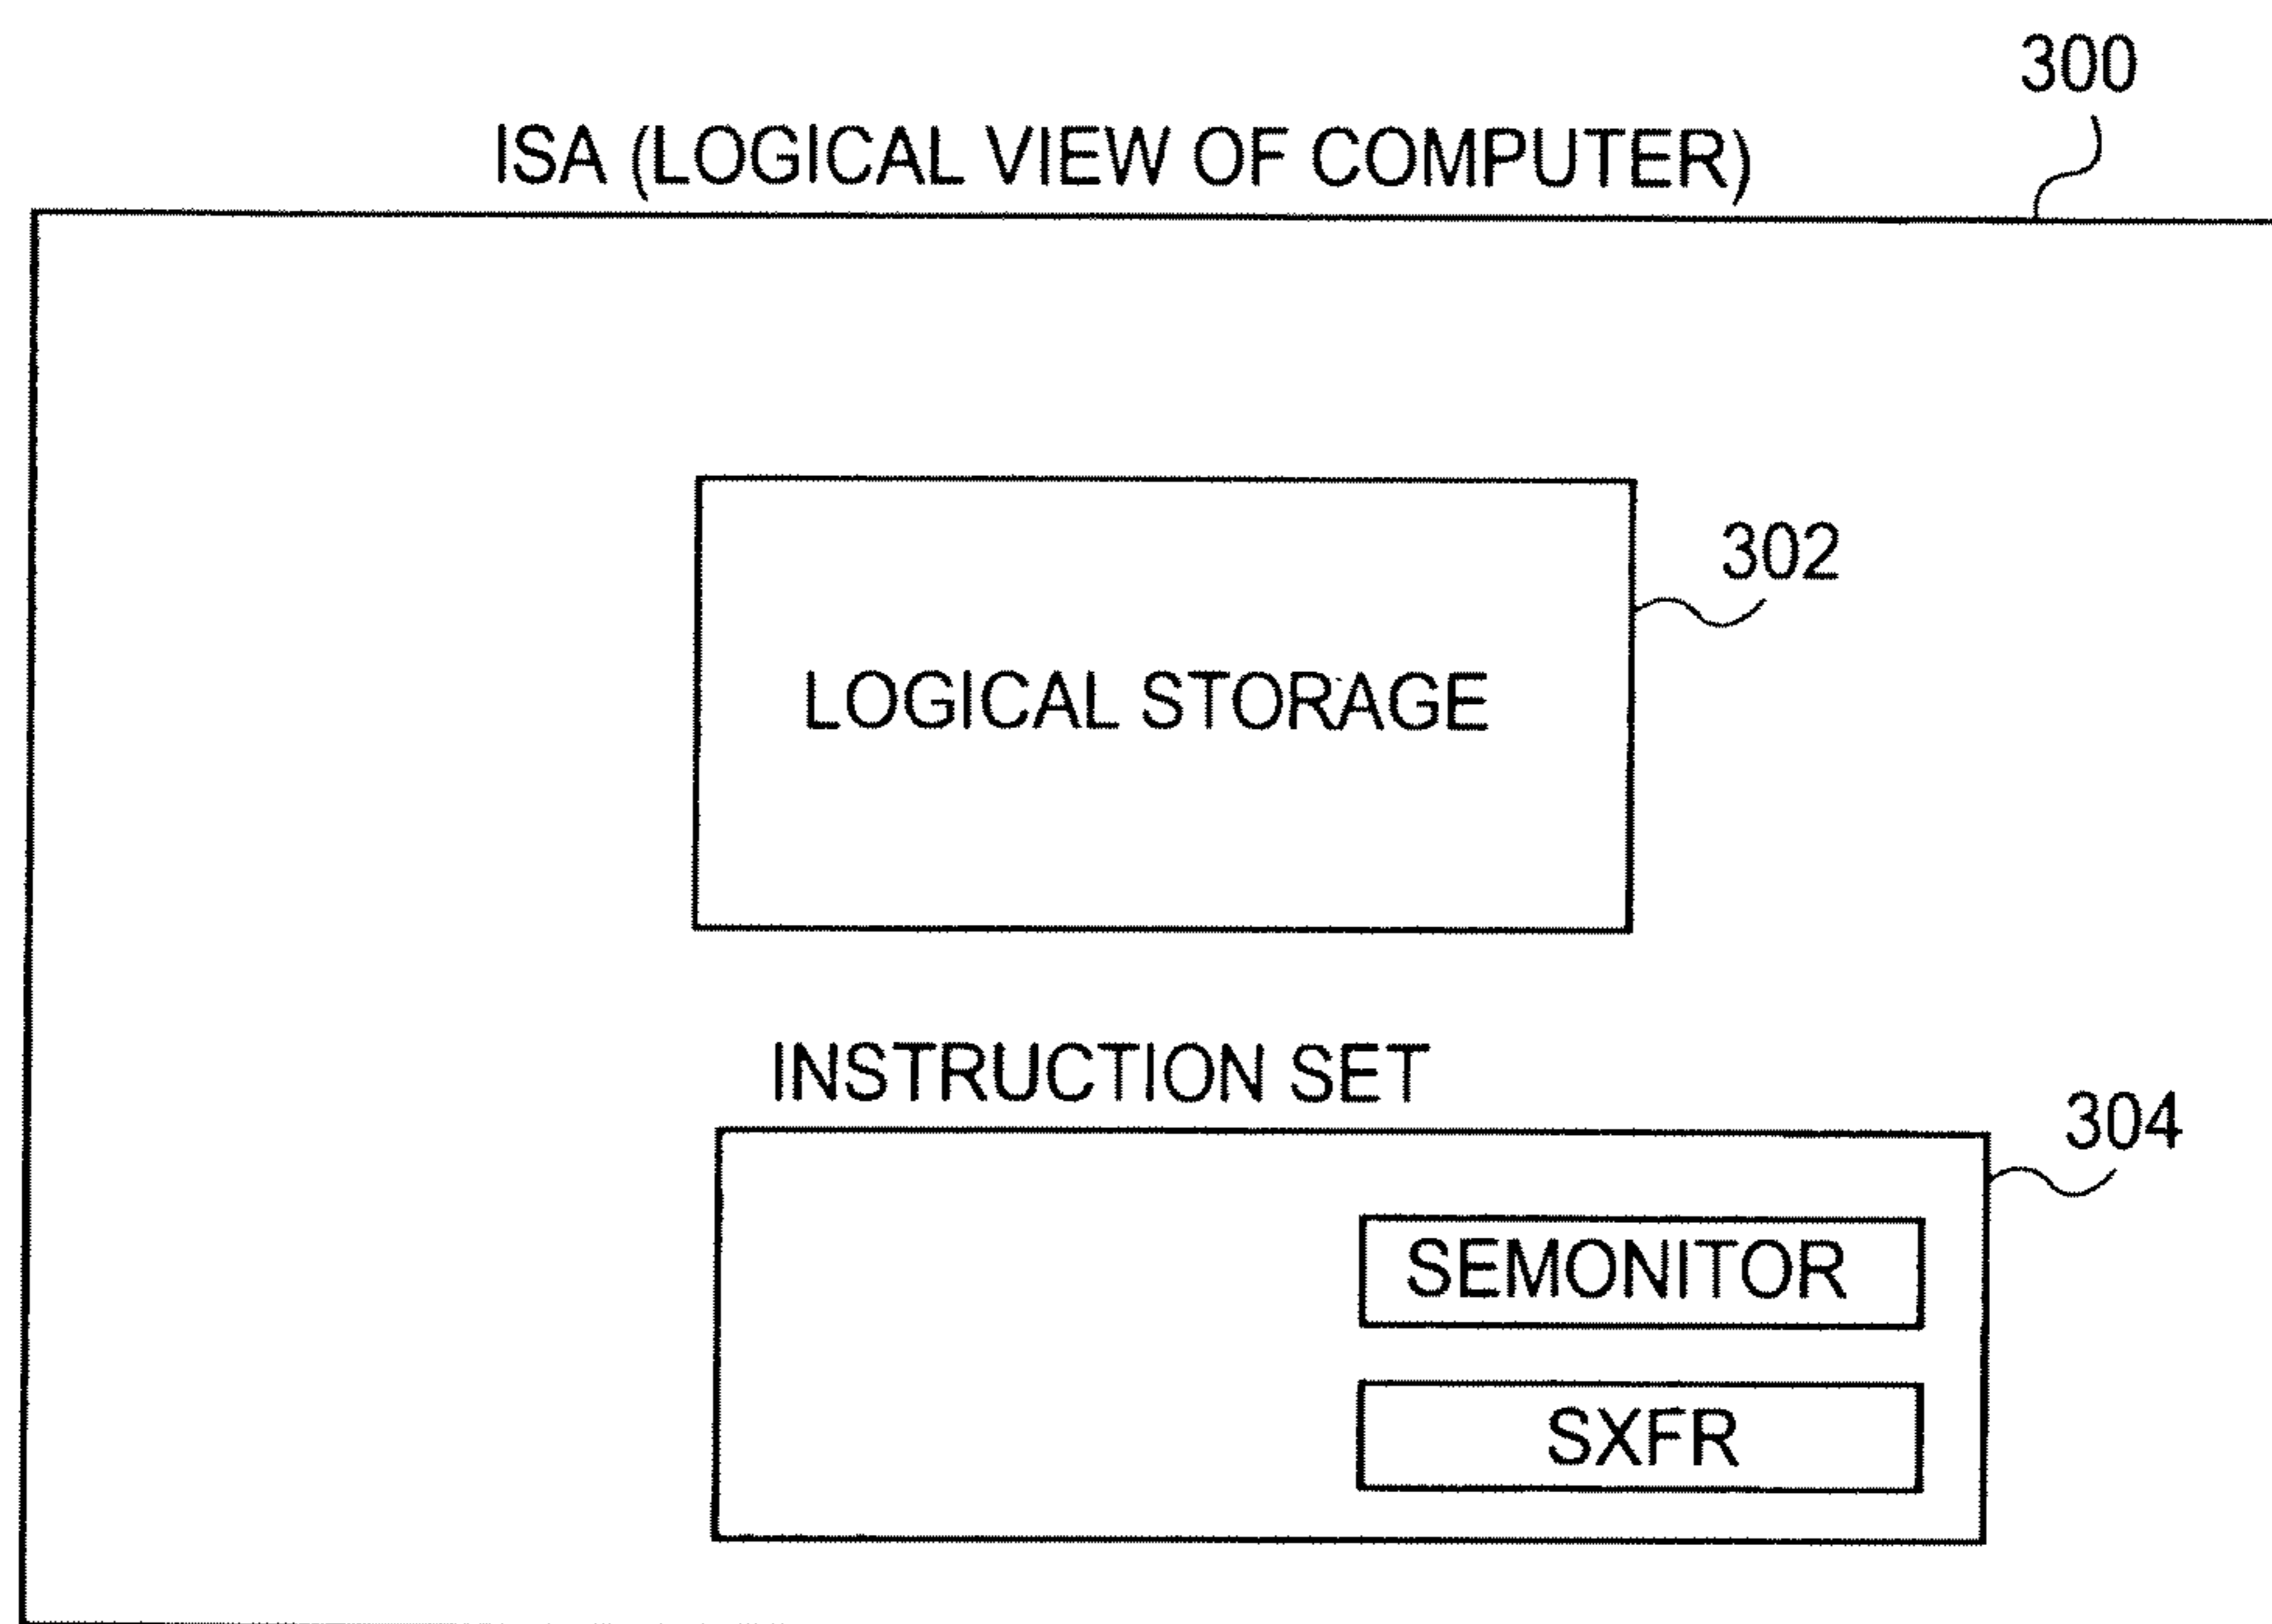 300
ISA (LOGICAL VIEW OF COMPUTER)
302
LOGICAL STORAGE
INSTRUCTION SET
304
SEMONITOR
SXFR